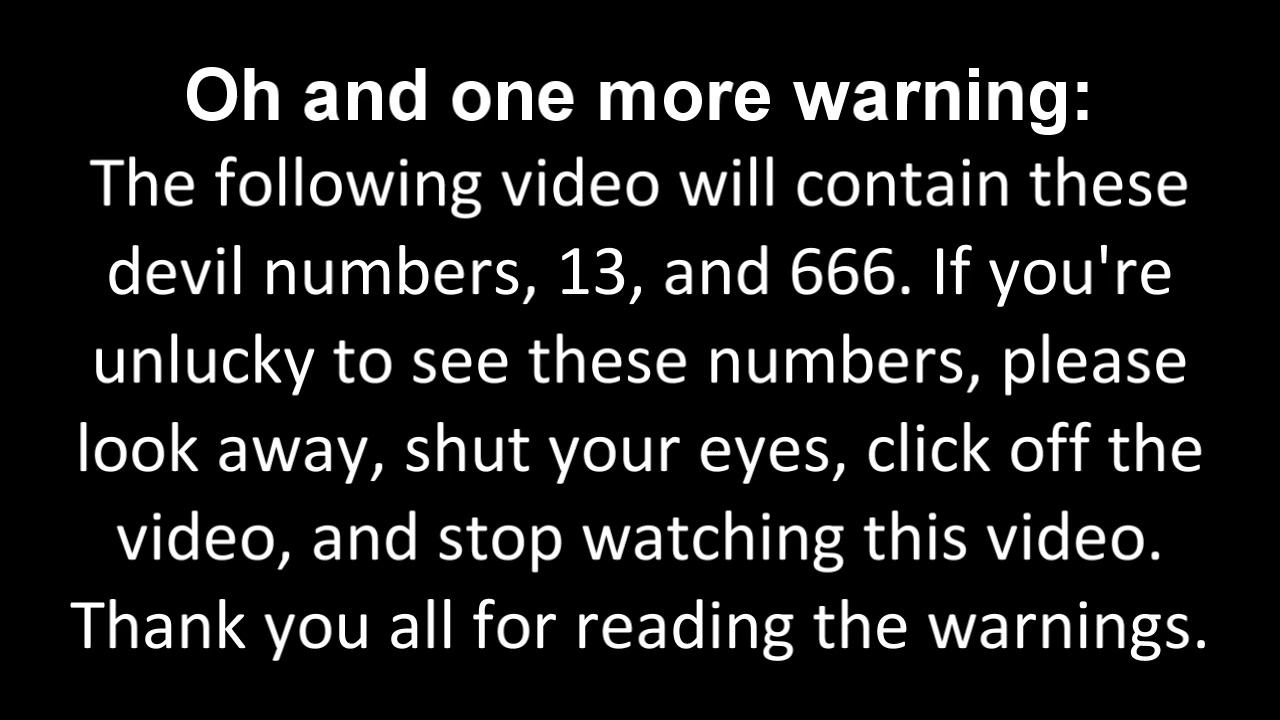 Oh and one more warning:
The following video will contain these
devil numbers, 13, and 666. If you're
unlucky to see these numbers, please
look away, shut your eyes, click off the
video, and stop watching this video.
Thank you all for reading the warnings.